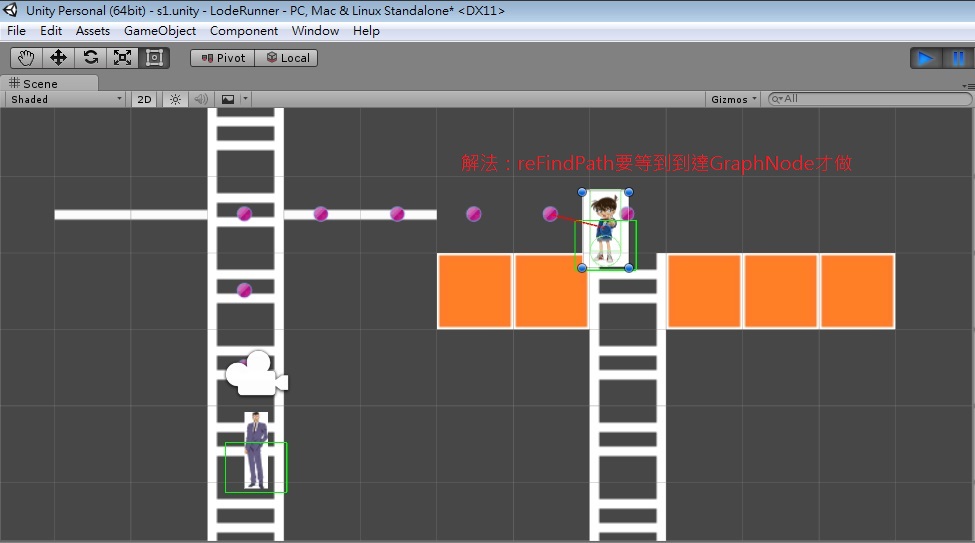 Unity Personal (64bit) - s1.unity - LodeRunner - PC, Mac & Linux Standalone* <DX11>
File Edit Assets GameObject Component Window Help
Pivot Local
Scene
Shaded 2D Gizmos All
解法：reFindPath要等到到達GraphNode才做